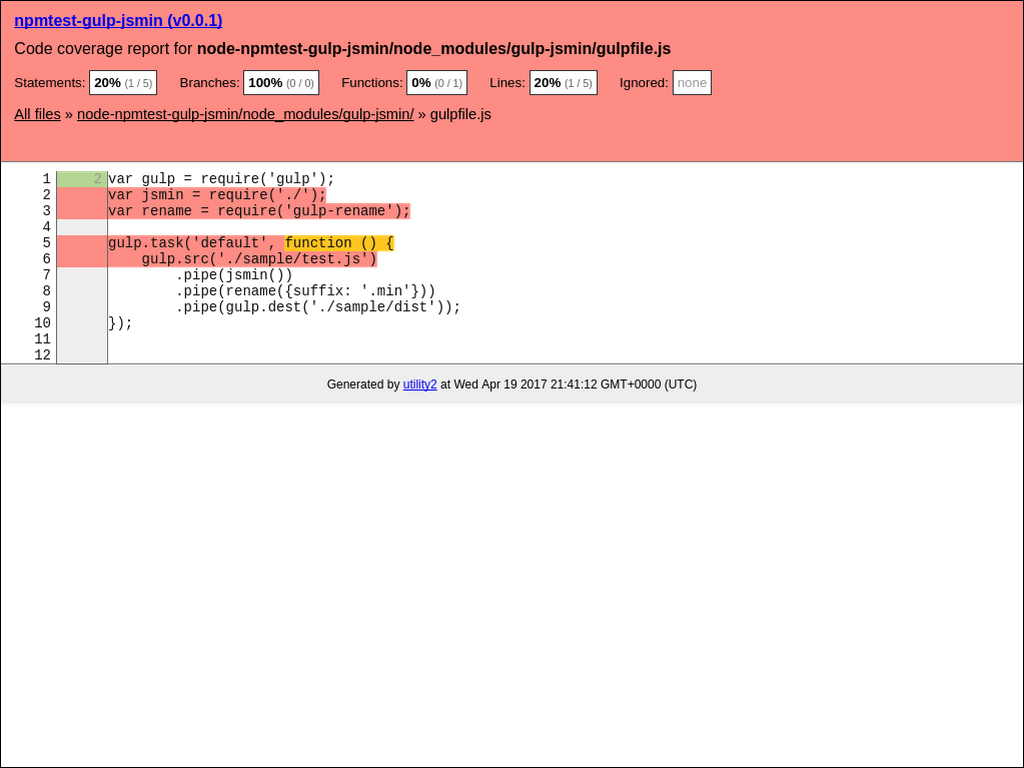 npmtest-gulp-jsmin (v0.0.1)
Code coverage report for node-npmtest-gulp-jsmin/node_modules/gulp-jsmin/gulpfile.js
Statements: 20% (1 / 5) Branches: 100% (0 / 0) Functions: 0% (0 / 1) Lines: 20% (1 / 5) Ignored: none
All files » node-npmtest-gulp-jsmin/node_modules/gulp-jsmin/ » gulpfile.js
1 2 var gulp = require('gulp');
2 var jsmin = require('./');
3 var rename = require('gulp-rename');
4
5 gulp.task('default', function () {
6     gulp.src('./sample/test.js')
7         .pipe(jsmin())
8         .pipe(rename({suffix: '.min'}))
9         .pipe(gulp.dest('./sample/dist'));
10 });
11
12
Generated by utility2 at Wed Apr 19 2017 21:41:12 GMT+0000 (UTC)